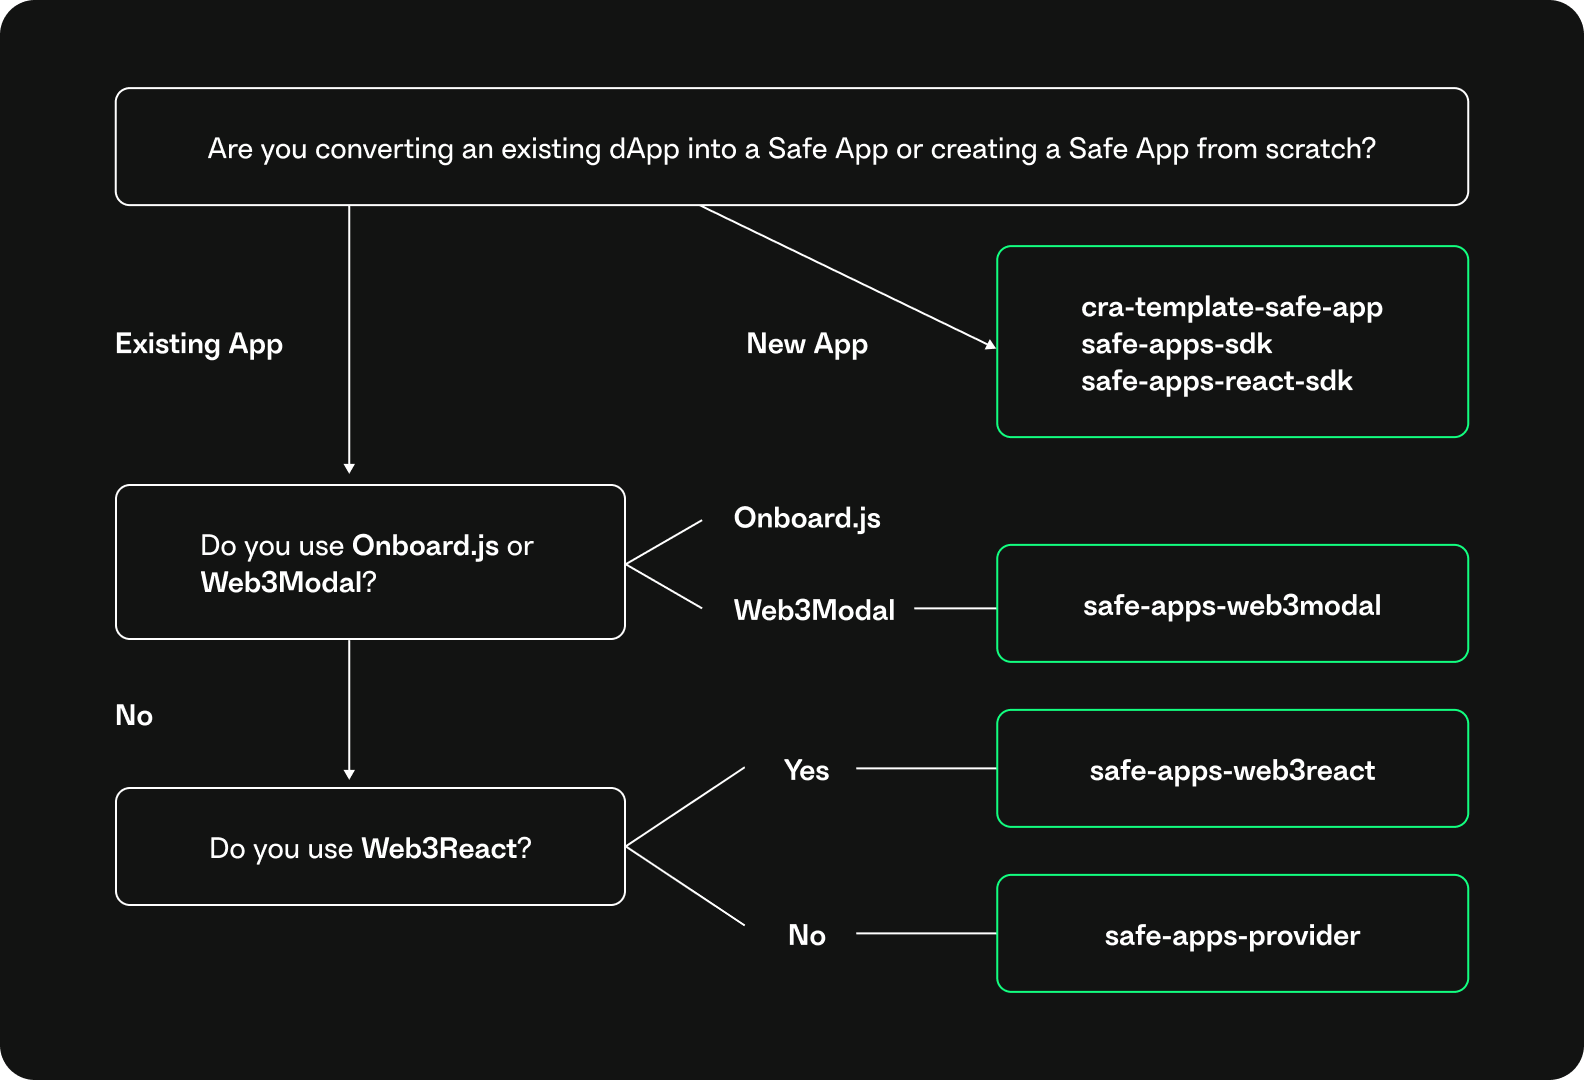 Are you converting an existing dApp into a Safe App or creating a Safe App from scratch?
Existing App
New App
cra-template-safe-app
safe-apps-sdk
safe-apps-react-sdk
Do you use Onboard.js or
Web3Modal?
Onboard.js
Web3Modal
safe-apps-web3modal
No
Do you use Web3React?
Yes
safe-apps-web3react
No
safe-apps-provider